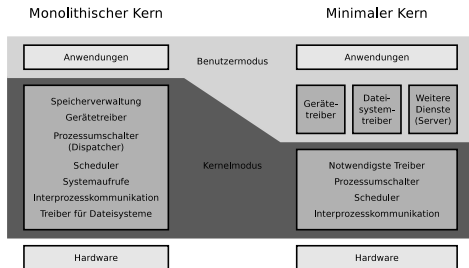 Monolithischer Kern
Minimaler Kern
Anwendungen
Benutzermodus
Anwendungen
Speicherverwaltung
Gerätetreiber
Prozessumschalter
(Dispatcher)
Scheduler
Systemaufrufe
Interprozesskommunikation
Treiber für Dateisysteme
Kernelmodus
Geräte-
treiber
Datei-
system-
treiber
Weitere
Dienste
(Server)
Notwendigste Treiber
Prozessumschalter
Scheduler
Interprozesskommunikation
Hardware
Hardware